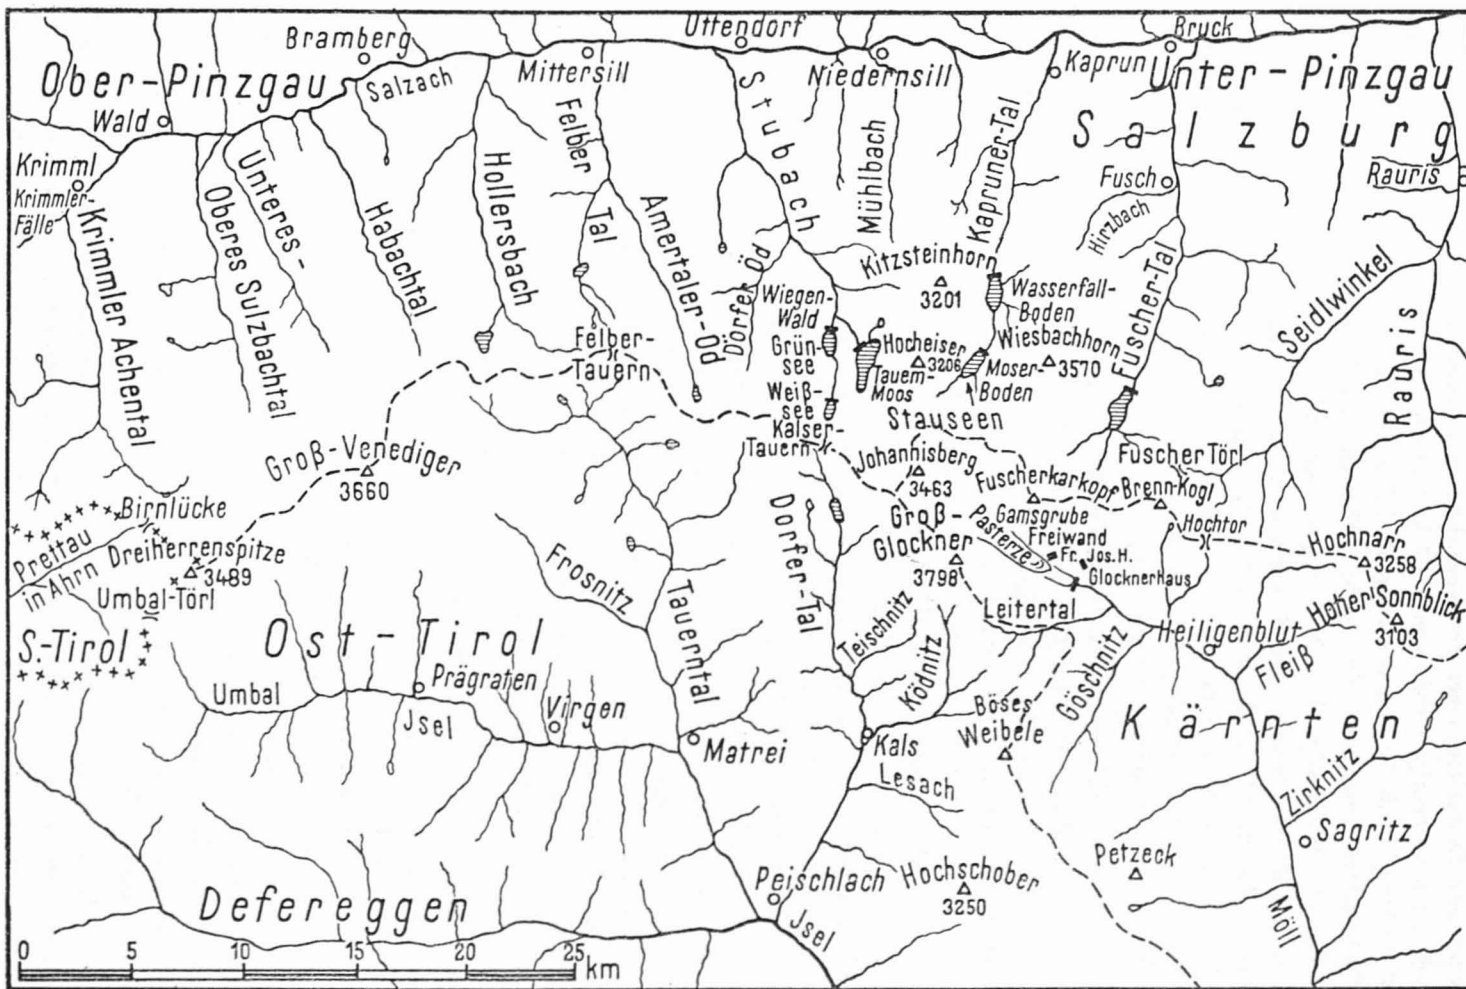 Bramberg
Uttendorf
Bruck
Ober-Pinzgau
Salzach
Mittersill
Niedernsill
Kaprun
Unter-Pinzgau
Wald
Salzburg
Krimml
Krimmler-
Fälle
Krimmler Achental
Oberes Sulzbachtal
Unteres-
Habachtal
Hollersbach
Felber
Tal
Amertaler-Öd
Stubach
Dörfer Öd
Mühlbach
Kapruner-Tal
Fusch
Hirzbach
Fuscher-Tal
Rauris
Seidlwinkel
Rauris
Kitzsteinhorn
3201
Wasserfall-
Boden
Wiegen-
Wald
Grün-
see
Weiß-
see
Hocheiser
3206
Tauern-
Moos
Wiesbachhorn
3570
Moser-
Boden
Stauseen
Felber-
Tauern
Kalser-
Tauern
Groß-Venediger
3660
Johannisberg
3463
Fuscher Törl
Fuscherkarkopf
Brenn-Kogl
Birnlücke
Prettau
in Ahrn
Dreiherrenspitze
3489
Umbal-Törl
S.-Tirol
Groß-
Glockner
3798
Pasterze
Gamsgrube
Freiwand
Fr. Jos. H.
Glocknerhaus
Hochtor
Hochnarr
3258
Frosnitz
Tauerntal
Dorfer-Tal
Leitertal
Teischnitz
Ködnitz
Göschnitz
Heiligenblut
Hoher Sonnblick
3103
Fleiß
Ost-Tirol
Umbal
Prägraten
Jsel
Virgen
Matrei
Kals
Lesach
Böses
Weibele
Kärnten
Zirknitz
Sagritz
Petzeck
Defereggen
Peischlach
Hochschober
3250
Jsel
Möll
0 5 10 15 20 25
km